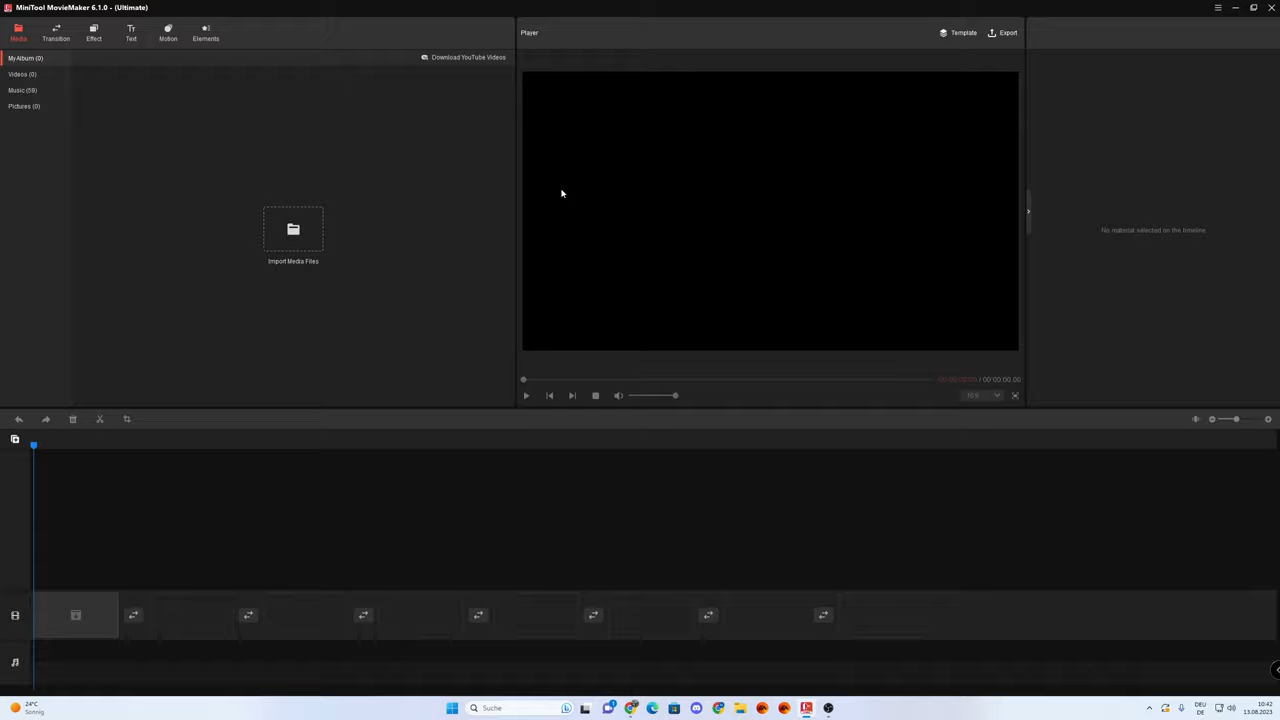 MiniTool MovieMaker 6.1.0 - (Ultimate)
Media
Transition
Effect
Text
Motion
Elements
Player
Template
Export
My Album (0)
Download YouTube Videos
Videos (0)
Music (59)
Pictures (0)
Import Media Files
No material selected on the timeline.
00:00:00.00 / 00:00:00.00
16:9
24°C
Sonnig
Suche
DEU
DE
10:42
13.08.2023